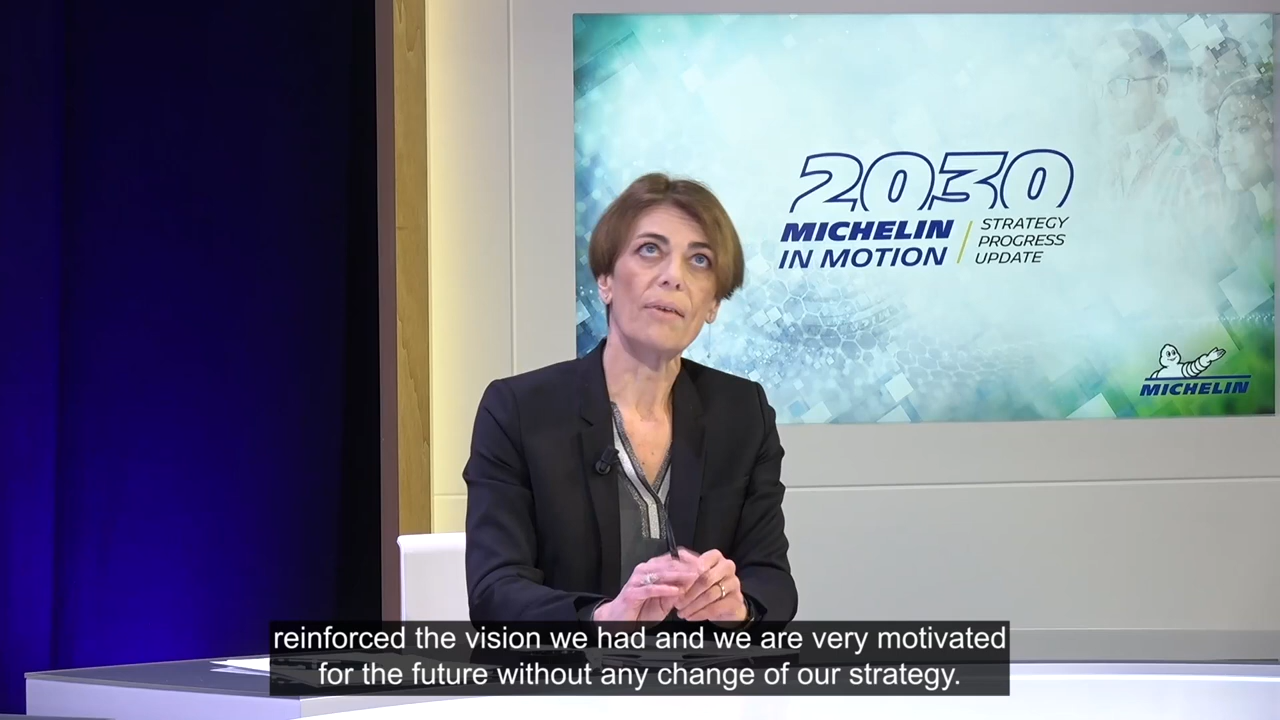 2030
MICHELIN
IN MOTION
STRATEGY
PROGRESS
UPDATE
MICHELIN
reinforced the vision we had and we are very motivated
for the future without any change of our strategy.